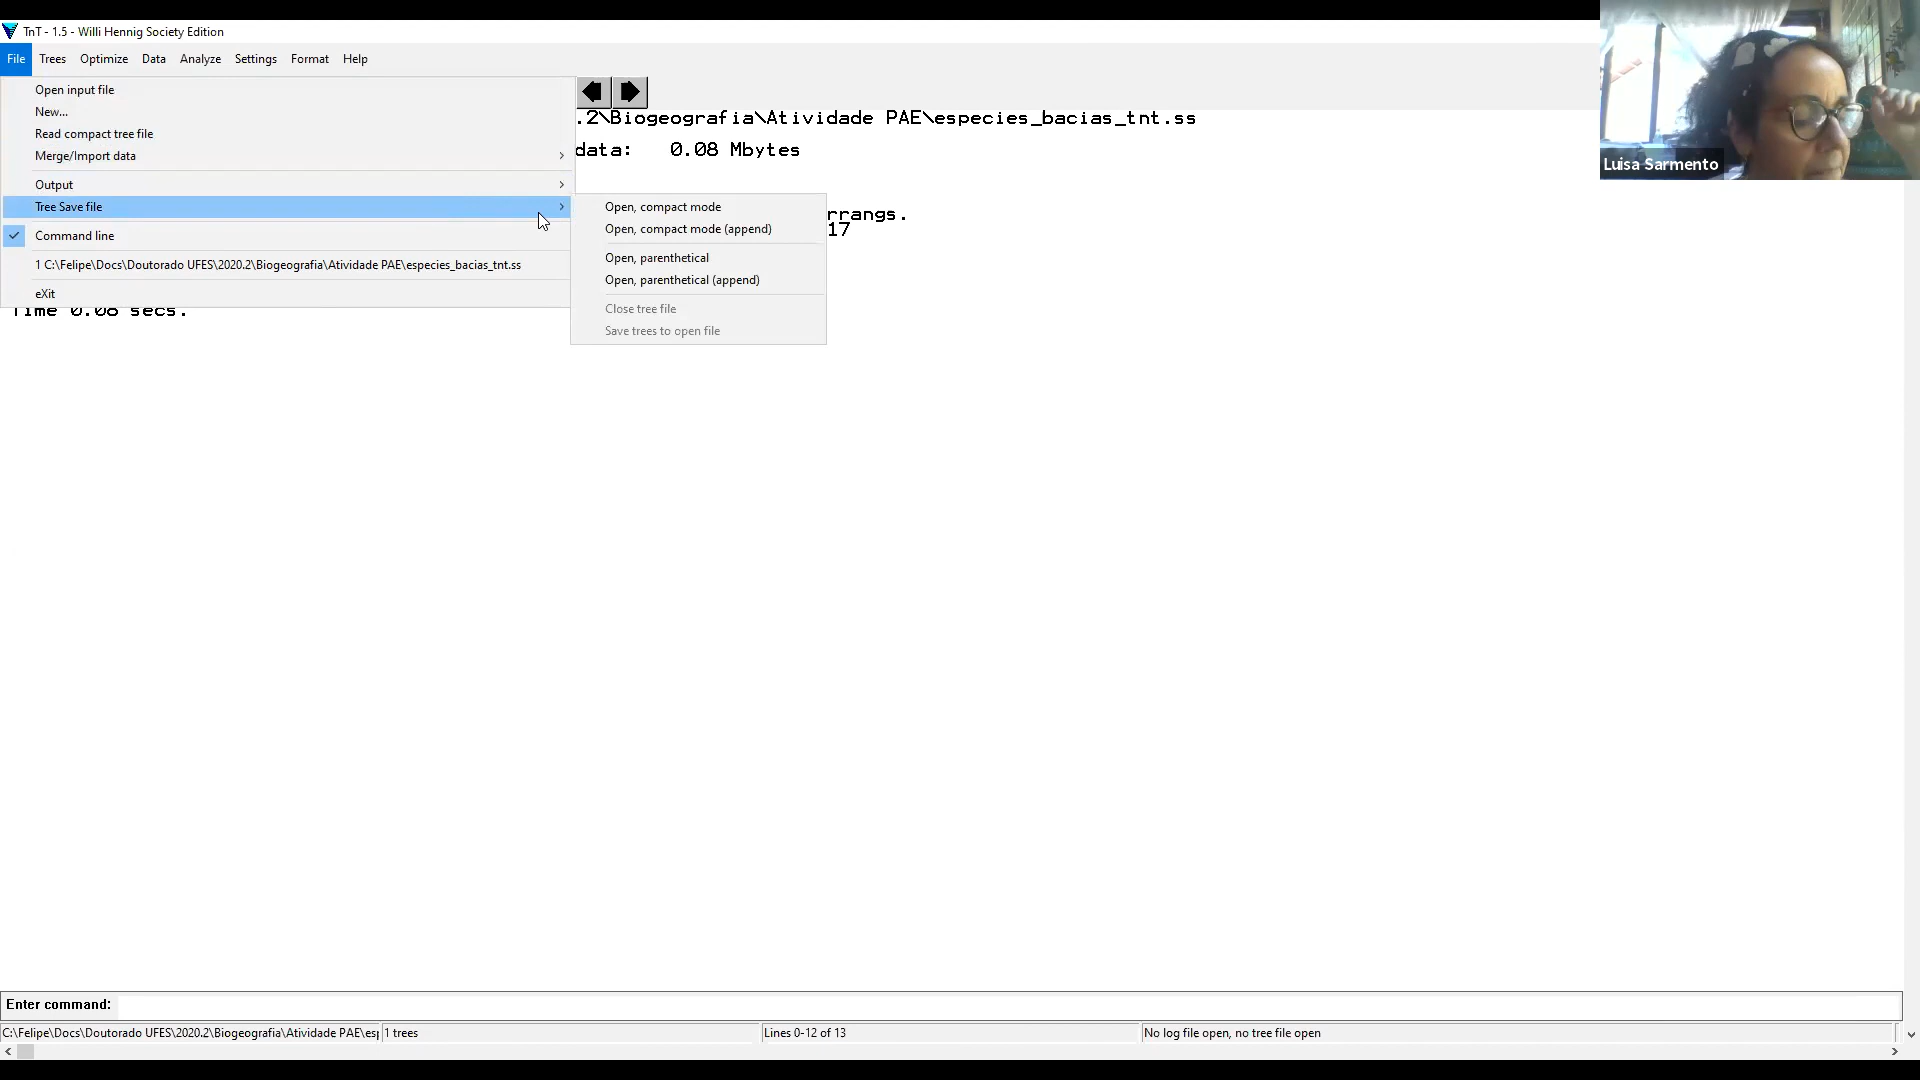 TnT - 1.5 - Willi Hennig Society Edition
File Trees Optimize Data Analyze Settings Format Help
Open input file
New...
Read compact tree file
Merge/Import data
Output
Tree Save file
Command line
1 C:\Felipe\Docs\Doutorado UFES\2020.2\Biogeografia\Atividade PAE\especies_bacias_tnt.ss
eXit
Open, compact mode
Open, compact mode (append)
Open, parenthetical
Open, parenthetical (append)
Close tree file
Save trees to open file
.2\Biogeografia\Atividade PAE\especies_bacias_tnt.ss
data: 0.08 Mbytes
rrangs.
17
Time 0.08 secs.
Luisa Sarmento
Enter command:
C:\Felipe\Docs\Doutorado UFES\2020.2\Biogeografia\Atividade PAE\esp 1 trees Lines 0-12 of 13 No log file open, no tree file open